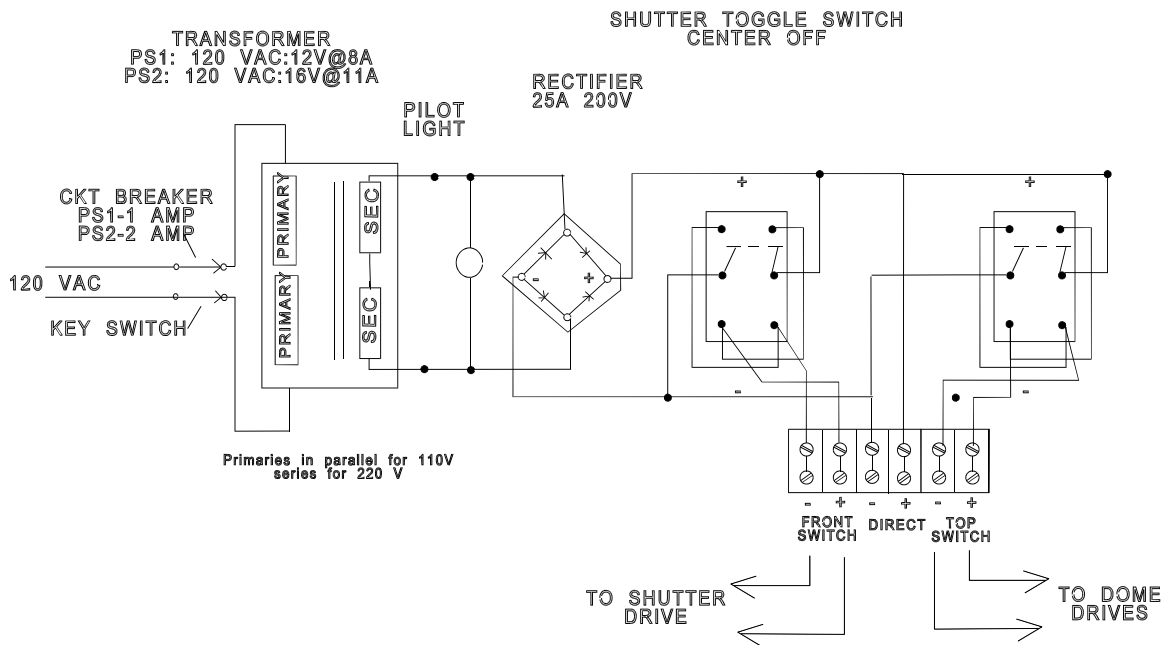 SHUTTER TOGGLE SWITCH
CENTER OFF
TRANSFORMER
PS1: 120 VAC:12V@8A
PS2: 120 VAC:16V@11A
RECTIFIER
25A 200V
PILOT
LIGHT
CKT BREAKER
PS1-1 AMP
PS2-2 AMP
120 VAC
KEY SWITCH
PRIMARY
PRIMARY
SEC
SEC
- +
+
+
-
-
Primaries in parallel for 110V
series for 220 V
- + - + - +
FRONT
SWITCH
DIRECT
TOP
SWITCH
TO SHUTTER
DRIVE
TO DOME
DRIVES